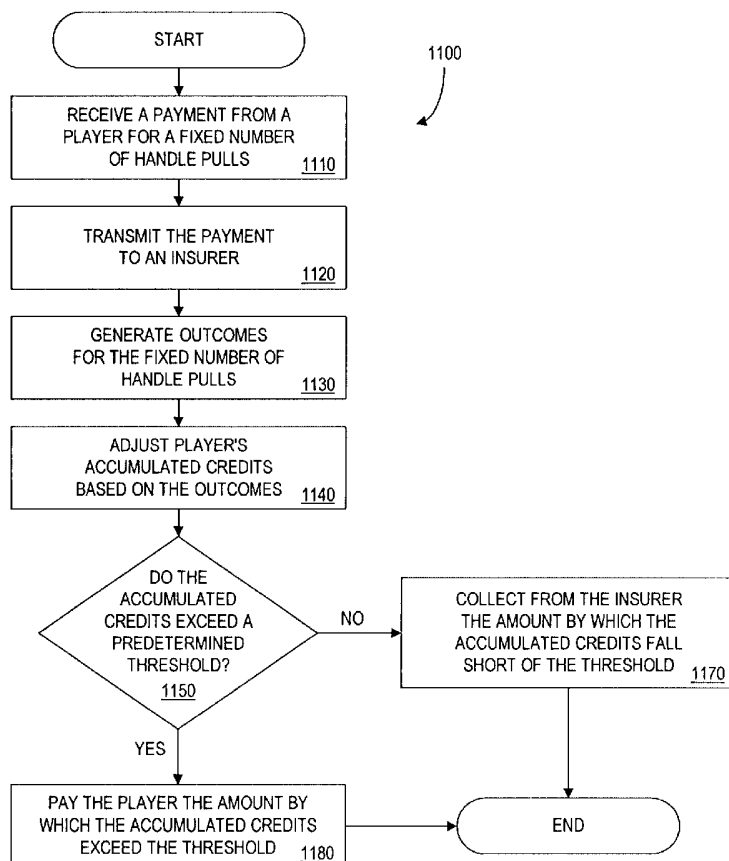 START
1100
RECEIVE A PAYMENT FROM A
PLAYER FOR A FIXED NUMBER
OF HANDLE PULLS
1110
TRANSMIT THE PAYMENT
TO AN INSURER
1120
GENERATE OUTCOMES
FOR THE FIXED NUMBER OF
HANDLE PULLS
1130
ADJUST PLAYER'S
ACCUMULATED CREDITS
BASED ON THE OUTCOMES
1140
DO THE
ACCUMULATED
CREDITS EXCEED A
PREDETERMINED
THRESHOLD?
1150
NO
COLLECT FROM THE INSURER
THE AMOUNT BY WHICH THE
ACCUMULATED CREDITS FALL
SHORT OF THE THRESHOLD
1170
YES
PAY THE PLAYER THE AMOUNT BY
WHICH THE ACCUMULATED CREDITS
EXCEED THE THRESHOLD
1180
END